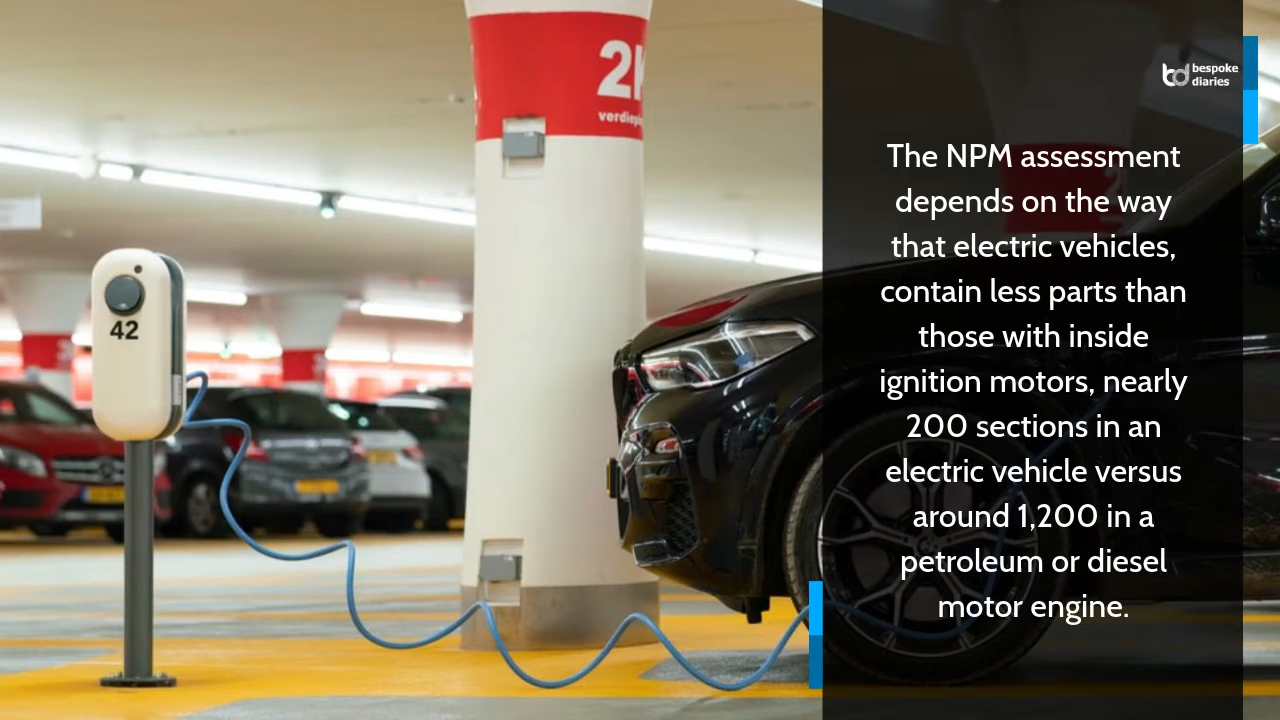 2
verdiepin
42
bespoke
diaries
The NPM assessment
depends on the way
that electric vehicles,
contain less parts than
those with inside
ignition motors, nearly
200 sections in an
electric vehicle versus
around 1,200 in a
petroleum or diesel
motor engine.